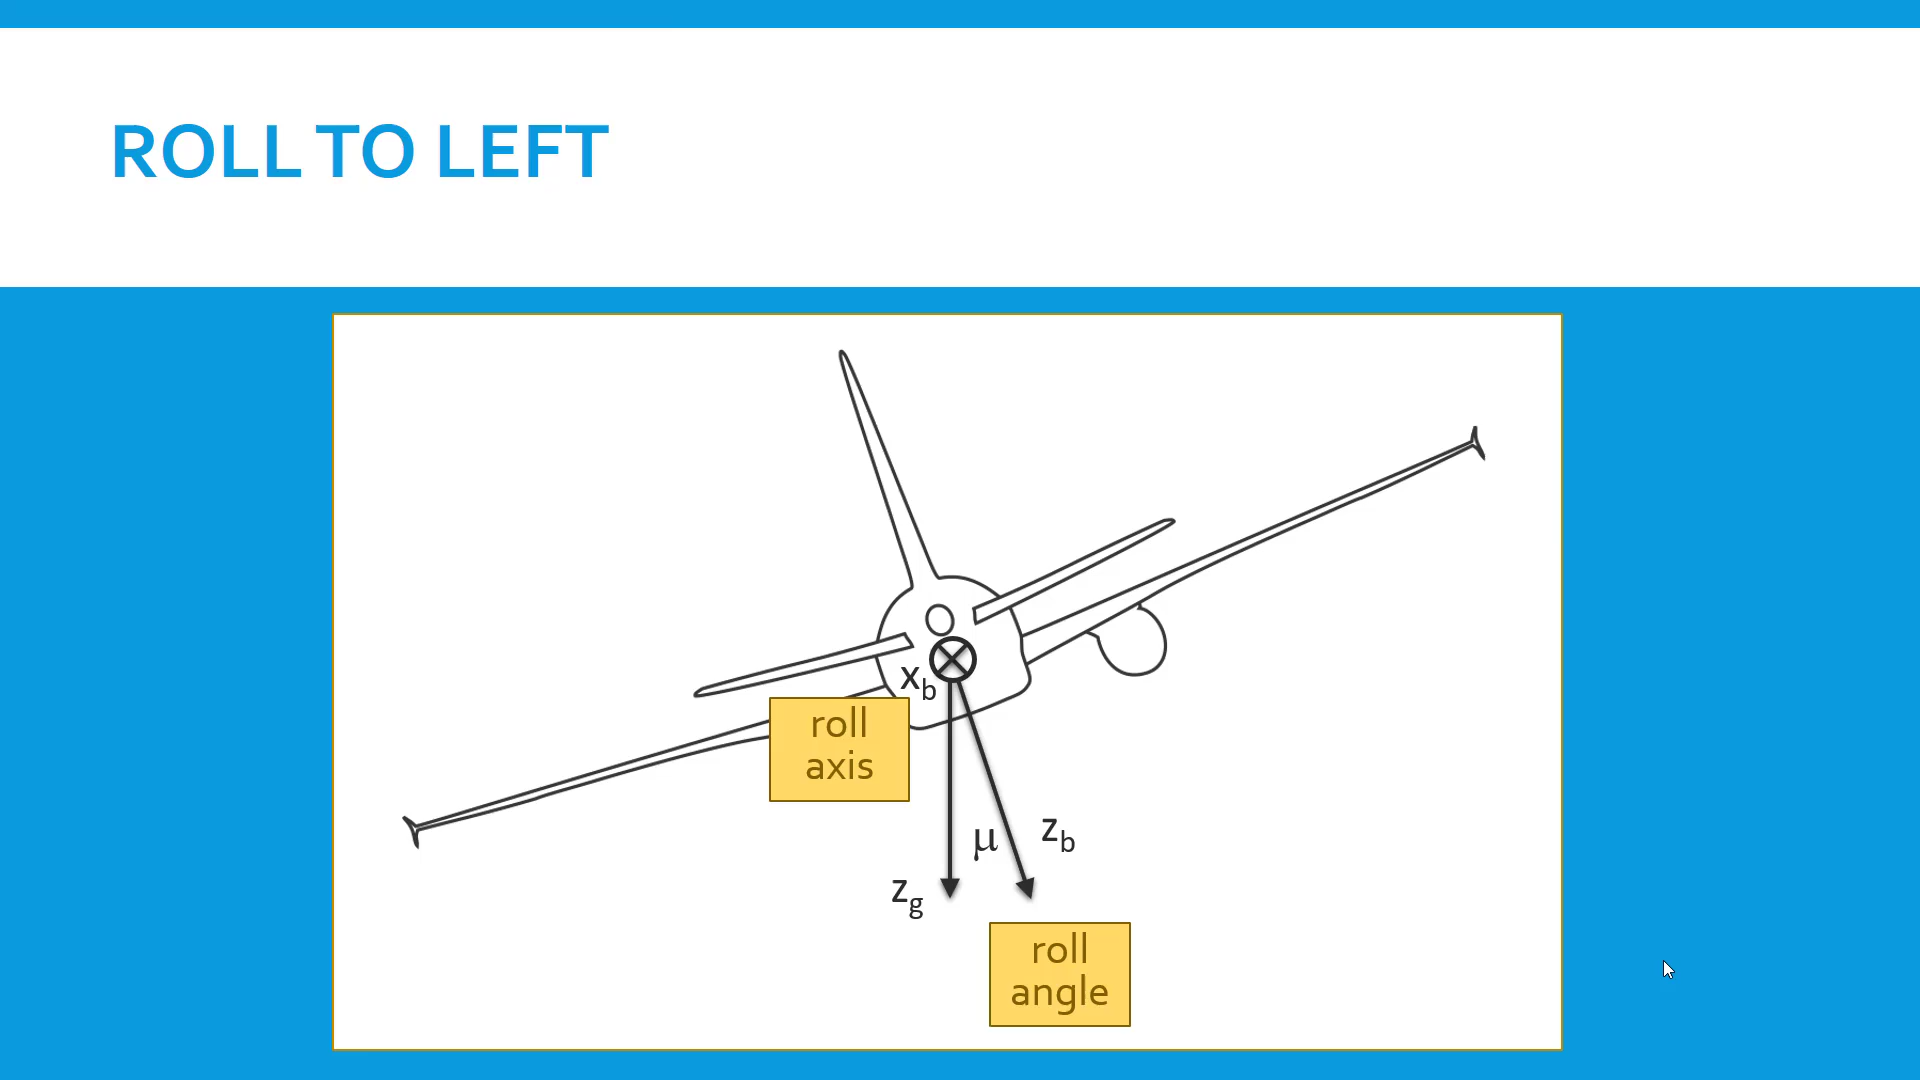 ROLL TO LEFT
x_b
roll
axis
μ
z_b
z_g
roll
angle